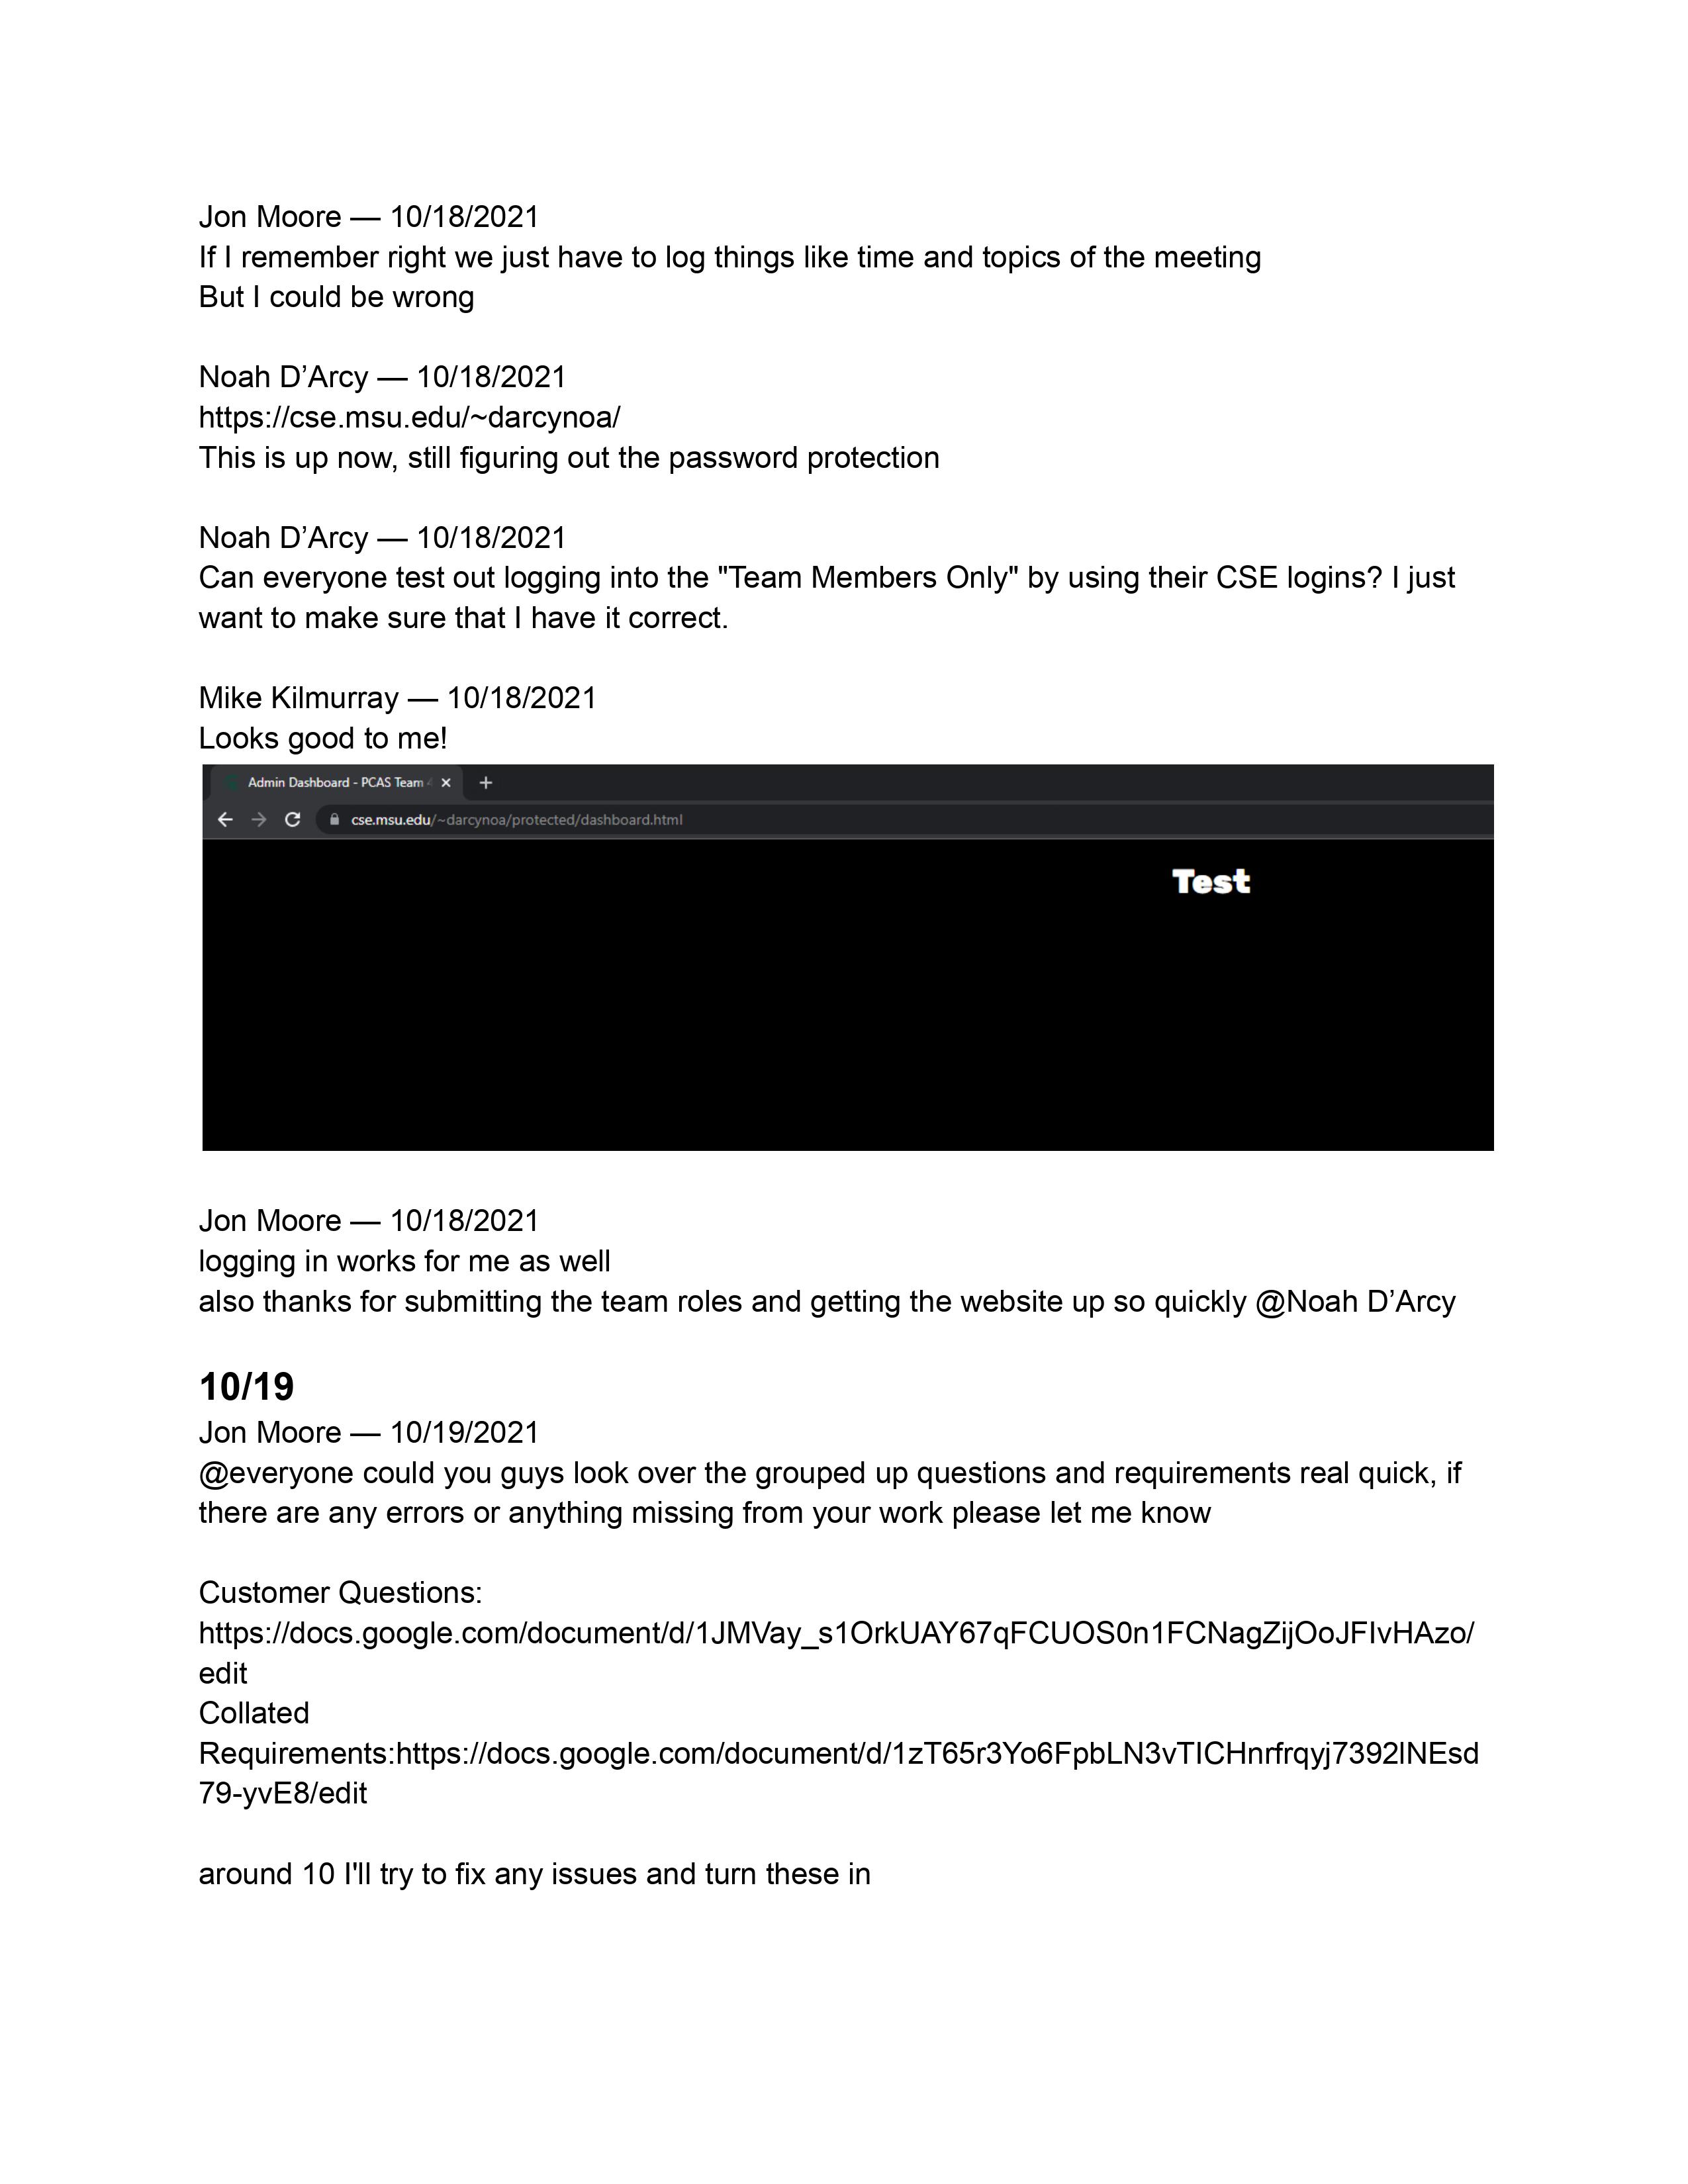 Jon Moore — 10/18/2021
If I remember right we just have to log things like time and topics of the meeting
But I could be wrong
Noah D’Arcy — 10/18/2021
https://cse.msu.edu/~darcynoa/
This is up now, still figuring out the password protection
Noah D’Arcy — 10/18/2021
Can everyone test out logging into the "Team Members Only" by using their CSE logins? I just
want to make sure that I have it correct.
Mike Kilmurray — 10/18/2021
Looks good to me!
Admin Dashboard - PCAS Team
cse.msu.edu/~darcynoa/protected/dashboard.html
Test
Jon Moore — 10/18/2021
logging in works for me as well
also thanks for submitting the team roles and getting the website up so quickly @Noah D’Arcy
10/19
Jon Moore — 10/19/2021
@everyone could you guys look over the grouped up questions and requirements real quick, if
there are any errors or anything missing from your work please let me know
Customer Questions:
https://docs.google.com/document/d/1JMVay_s1OrkUAY67qFCUOS0n1FCNagZijOoJFIvHAzo/
edit
Collated
Requirements:https://docs.google.com/document/d/1zT65r3Yo6FpbLN3vTICHnrfrqyj7392lNEsd
79-yvE8/edit
around 10 I'll try to fix any issues and turn these in